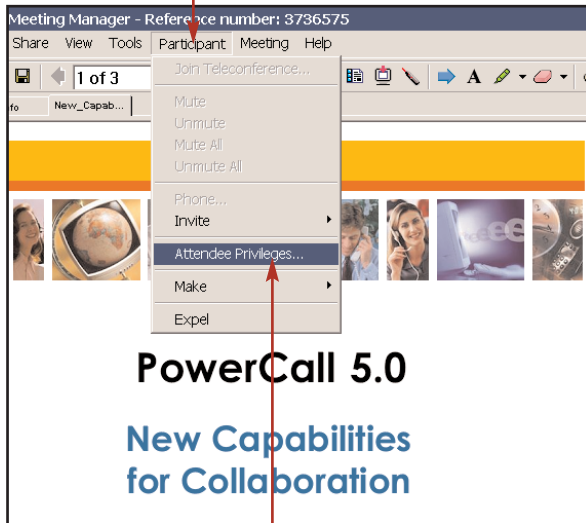 Meeting Manager - Reference number: 3736575
Share View Tools Participant Meeting Help
1 of 3
A
New_Capab...
Join Teleconference...
Mute
Unmute
Mute All
Unmute All
Phone...
Invite
Attendee Privileges...
Make
Expel
PowerCall 5.0
New Capabilities
for Collaboration